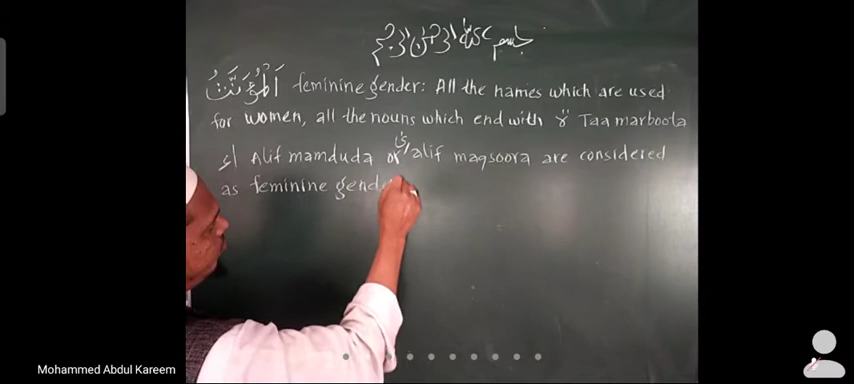 بسم الله الرحمن الرحيم
اَلْمُؤَنَّثُ feminine gender: All the names which are used
for women, all the nouns which end with ة Taa marboota
اء Alif mamduda or ىٰ/alif maqsoora are considered
as feminine gende
Mohammed Abdul Kareem